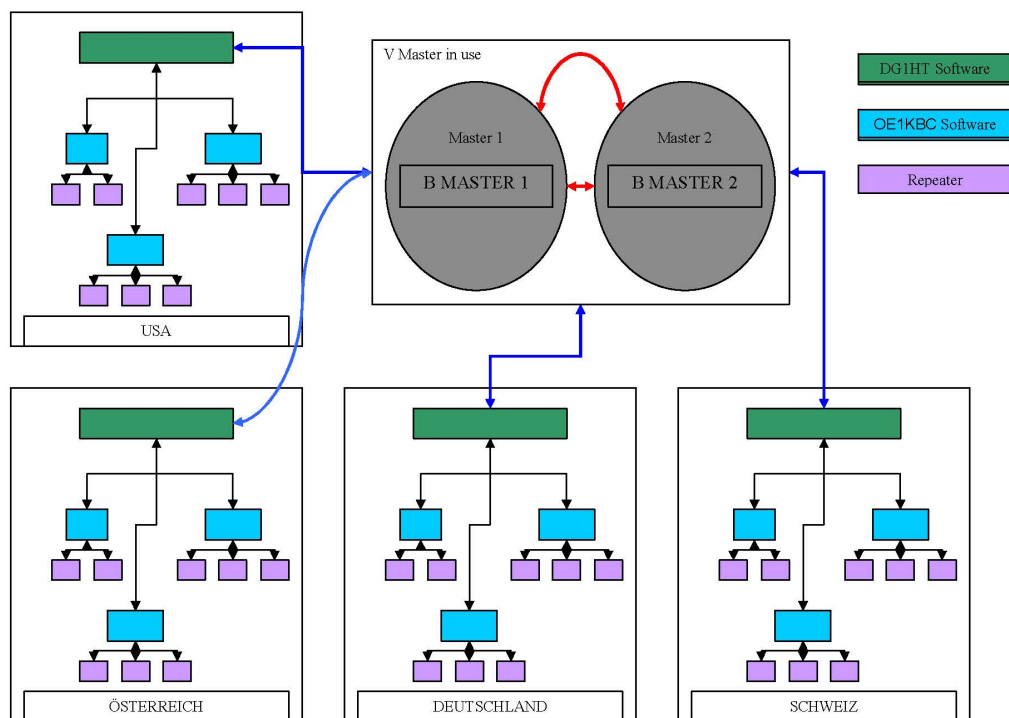 V Master in use
Master 1
Master 2
B MASTER 1
B MASTER 2
DG1HT Software
OE1KBC Software
Repeater
USA
ÖSTERREICH
DEUTSCHLAND
SCHWEIZ